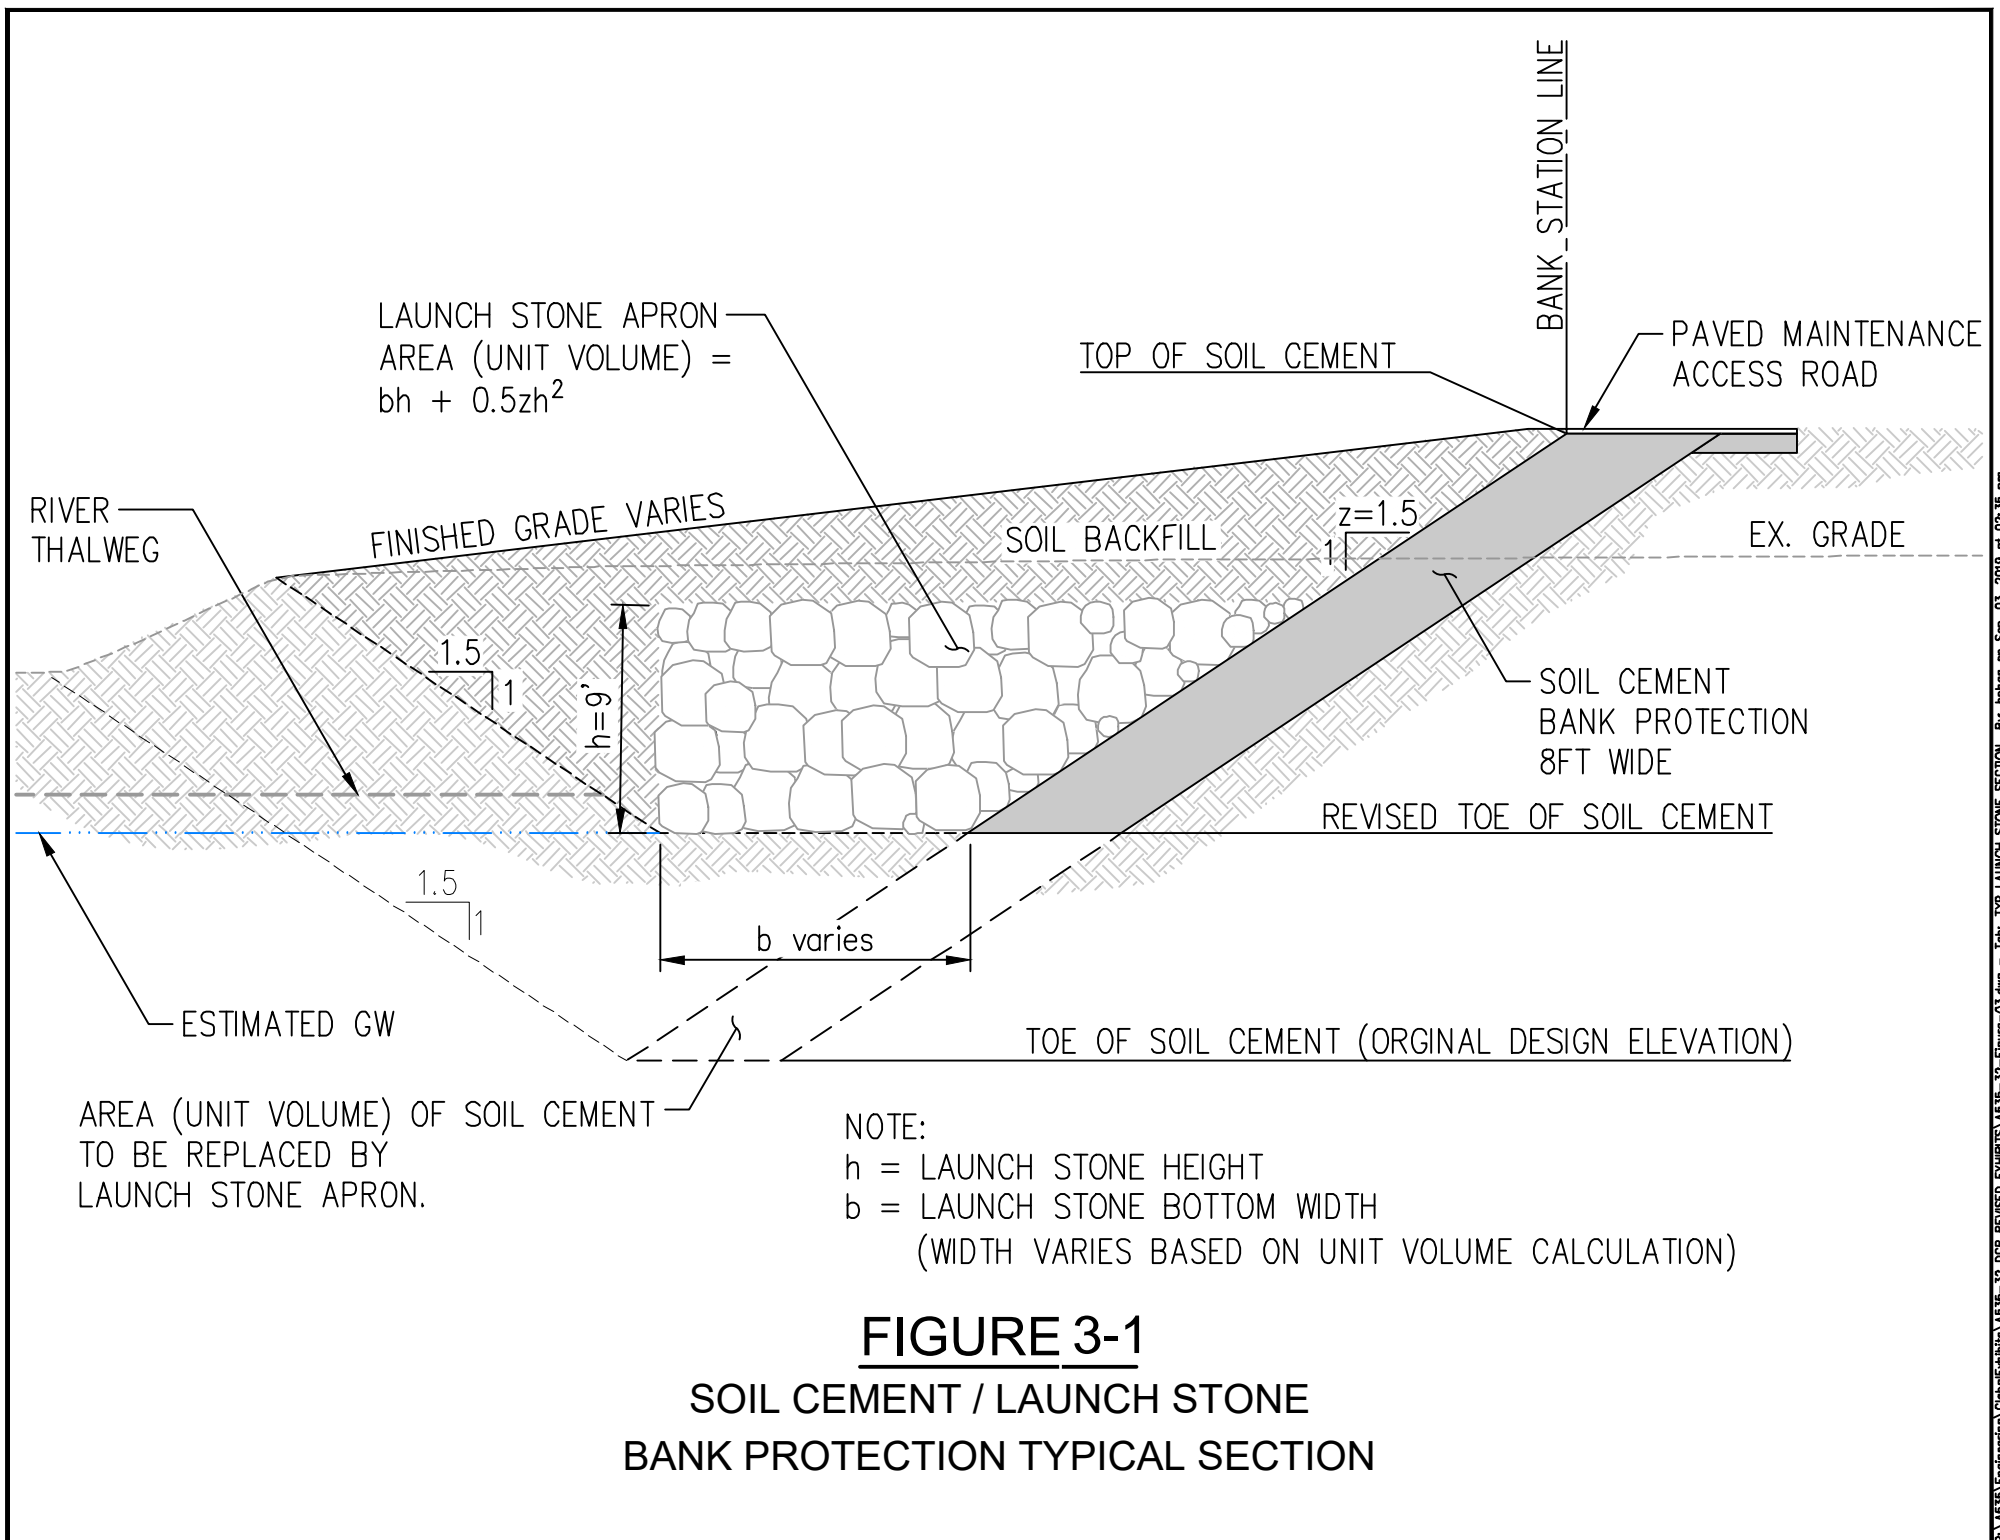 BANK STATION LINE
LAUNCH STONE APRON
AREA (UNIT VOLUME) =
bh + 0.5zh²
TOP OF SOIL CEMENT
PAVED MAINTENANCE
ACCESS ROAD
RIVER
THALWEG
FINISHED GRADE VARIES
SOIL BACKFILL
z=1.5
1
EX. GRADE
1.5
1
h=9'
SOIL CEMENT
BANK PROTECTION
8FT WIDE
REVISED TOE OF SOIL CEMENT
1.5
1
b varies
ESTIMATED GW
TOE OF SOIL CEMENT (ORGINAL DESIGN ELEVATION)
AREA (UNIT VOLUME) OF SOIL CEMENT
TO BE REPLACED BY
LAUNCH STONE APRON.
NOTE:
h = LAUNCH STONE HEIGHT
b = LAUNCH STONE BOTTOM WIDTH
(WIDTH VARIES BASED ON UNIT VOLUME CALCULATION)
FIGURE 3-1
SOIL CEMENT / LAUNCH STONE
BANK PROTECTION TYPICAL SECTION